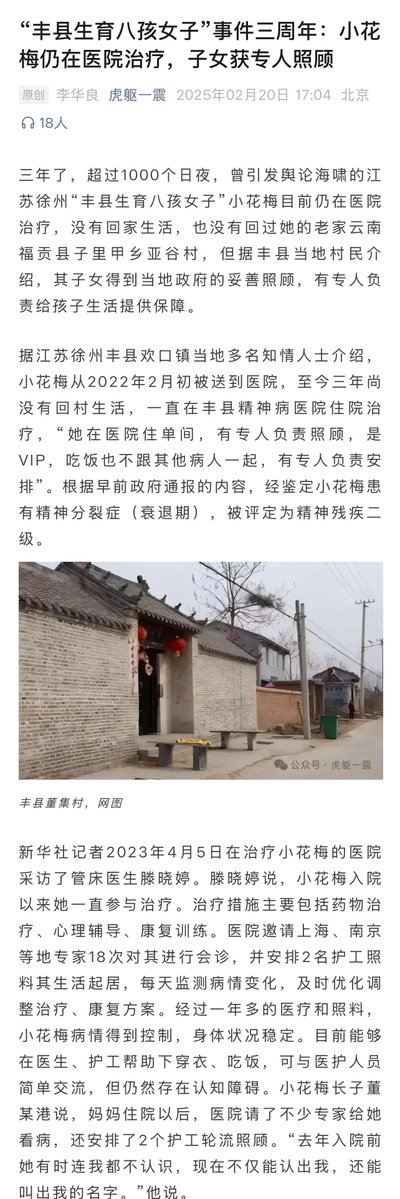 “丰县生育八孩女子”事件三周年：小花
梅仍在医院治疗，子女获专人照顾
原创 李华良 虎躯一震 2025年02月20日 17:04 北京
18人
三年了，超过1000个日夜，曾引发舆论海啸的江
苏徐州“丰县生育八孩女子”小花梅目前仍在医院
治疗，没有回家生活，也没有回过她的老家云南
福贡县子里甲乡亚谷村，但据丰县当地村民介
绍，其子女得到当地政府的妥善照顾，有专人负
责给孩子生活提供保障。
据江苏徐州丰县欢口镇当地多名知情人士介绍，
小花梅从2022年2月初被送到医院，至今三年尚
没有回村生活，一直在丰县精神病医院住院治
疗，“她在医院住单间，有专人负责照顾，是
VIP，吃饭也不跟其他病人一起，有专人负责安
排”。根据早前政府通报的内容，经鉴定小花梅患
有精神分裂症（衰退期），被评定为精神残疾二
级。
公众号·虎躯一震
丰县董集村，网图
新华社记者2023年4月5日在治疗小花梅的医院
采访了管床医生滕晓婷。滕晓婷说，小花梅入院
以来她一直参与治疗。治疗措施主要包括药物治
疗、心理辅导、康复训练。医院邀请上海、南京
等地专家18次对其进行会诊，并安排2名护工照
料其生活起居，每天监测病情变化，及时优化调
整治疗、康复方案。经过一年多的医疗和照料，
小花梅病情得到控制，身体状况稳定。目前能够
在医生、护工帮助下穿衣、吃饭，可与医护人员
简单交流，但仍然存在认知障碍。小花梅长子董
某港说，妈妈住院以后，医院请了不少专家给她
看病，还安排了2个护工轮流照顾。“去年入院前
她有时连我都不认识，现在不仅能认出我，还能
叫出我的名字。”他说。